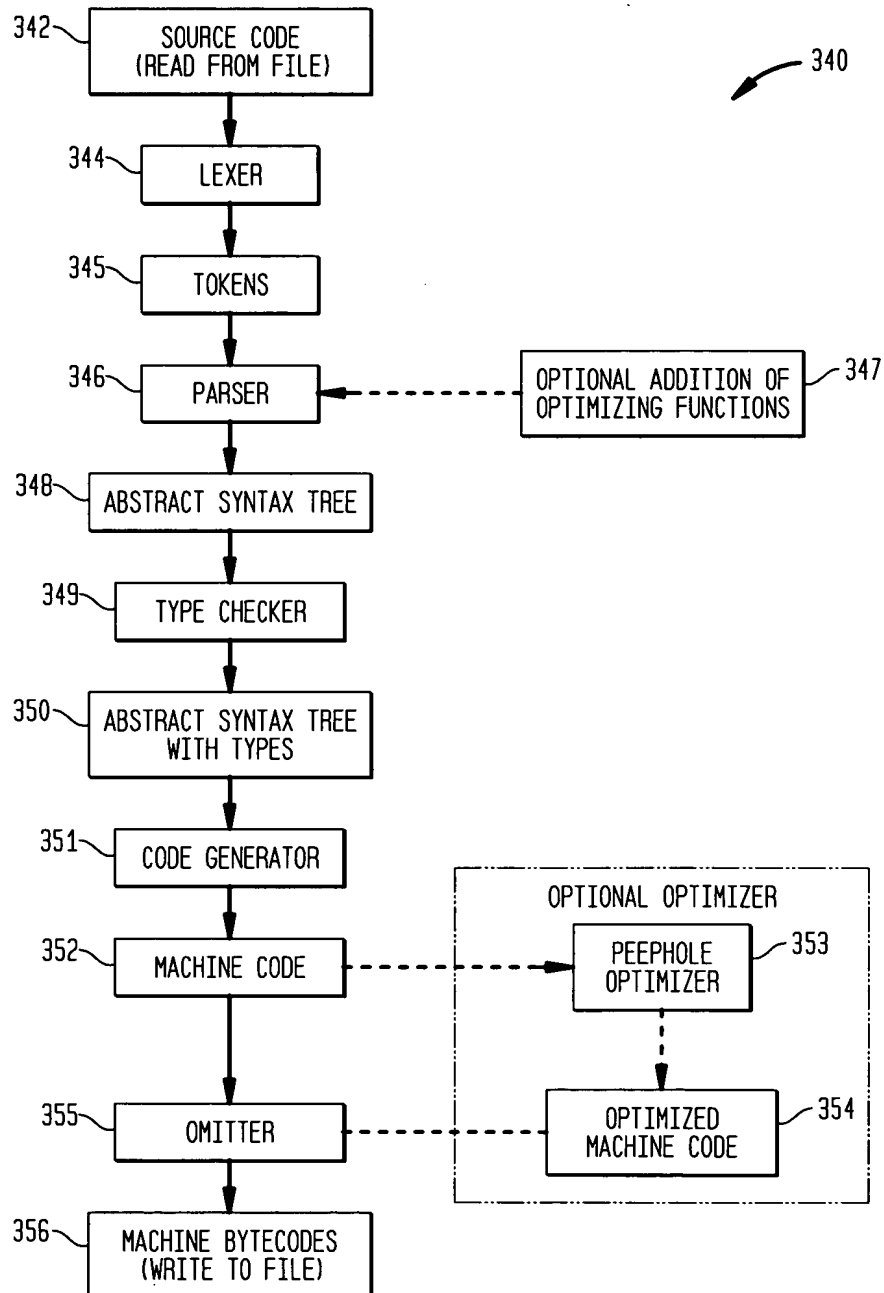 342
SOURCE CODE
(READ FROM FILE)
340
344
LEXER
345
TOKENS
346
PARSER
OPTIONAL ADDITION OF
OPTIMIZING FUNCTIONS
347
348
ABSTRACT SYNTAX TREE
349
TYPE CHECKER
350
ABSTRACT SYNTAX TREE
WITH TYPES
351
CODE GENERATOR
OPTIONAL OPTIMIZER
352
MACHINE CODE
PEEPHOLE
OPTIMIZER
353
355
OMITTER
OPTIMIZED
MACHINE CODE
354
356
MACHINE BYTECODES
(WRITE TO FILE)